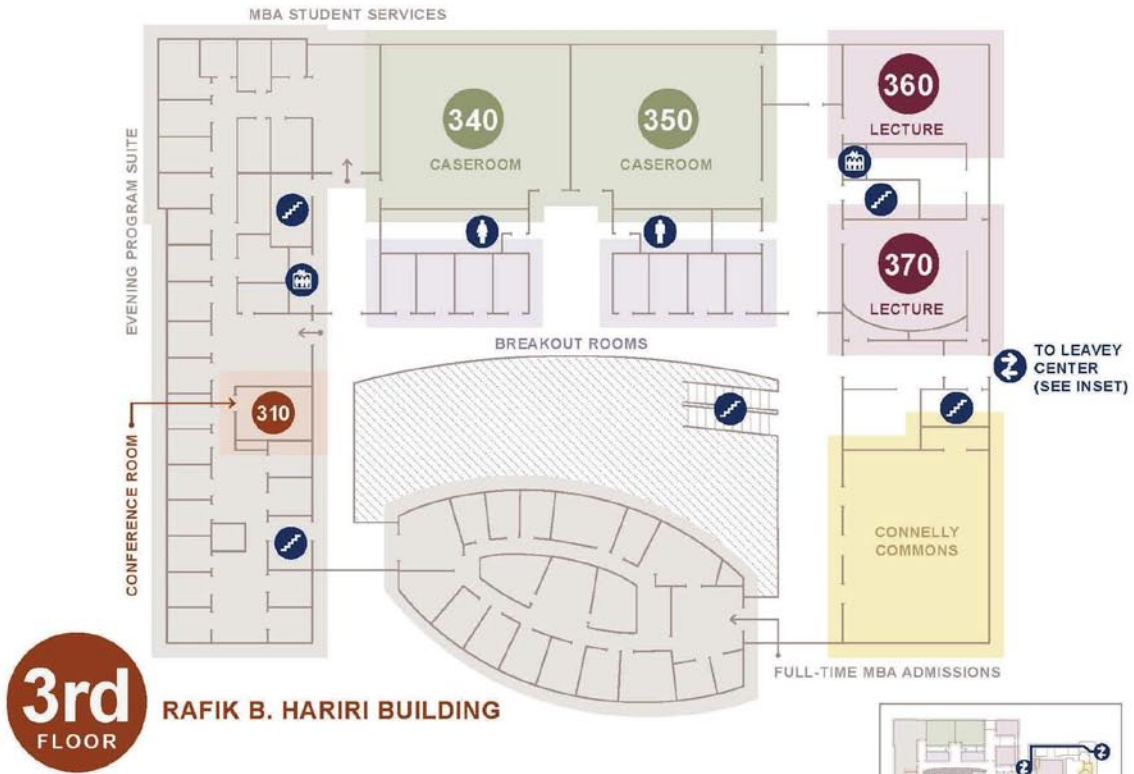 MBA STUDENT SERVICES
EVENING PROGRAM SUITE
340
CASEROOM
350
CASEROOM
360
LECTURE
370
LECTURE
BREAKOUT ROOMS
TO LEAVEY
CENTER
(SEE INSET)
310
CONFERENCE ROOM
CONNELLY
COMMONS
FULL-TIME MBA ADMISSIONS
3rd
FLOOR
RAFIK B. HARIRI BUILDING